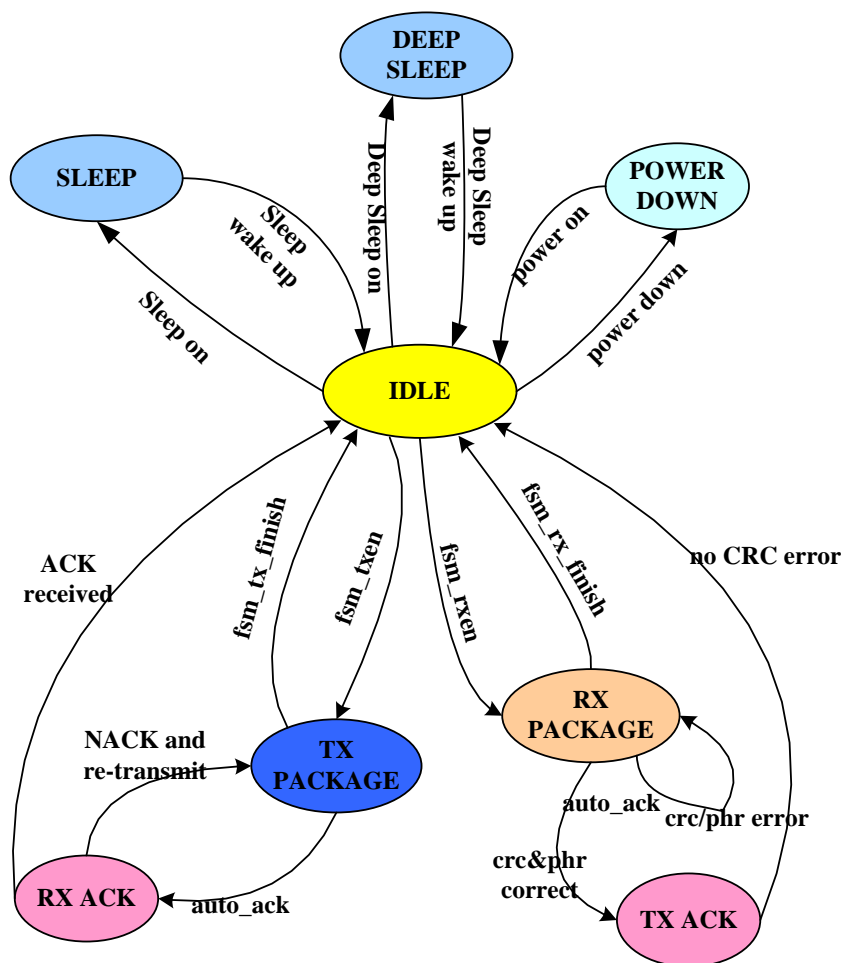 DEEP
SLEEP
SLEEP
POWER
DOWN
Sleep
wake up
Sleep on
Deep Sleep on
Deep Sleep
wake up
power on
power down
IDLE
ACK
received
fsm_tx_finish
fsm_txen
fsm_rxen
fsm_rx_finish
no CRC error
NACK and
re-transmit
TX
PACKAGE
RX
PACKAGE
auto_ack
crc/phr error
crc&phr
correct
RX ACK
auto_ack
TX ACK